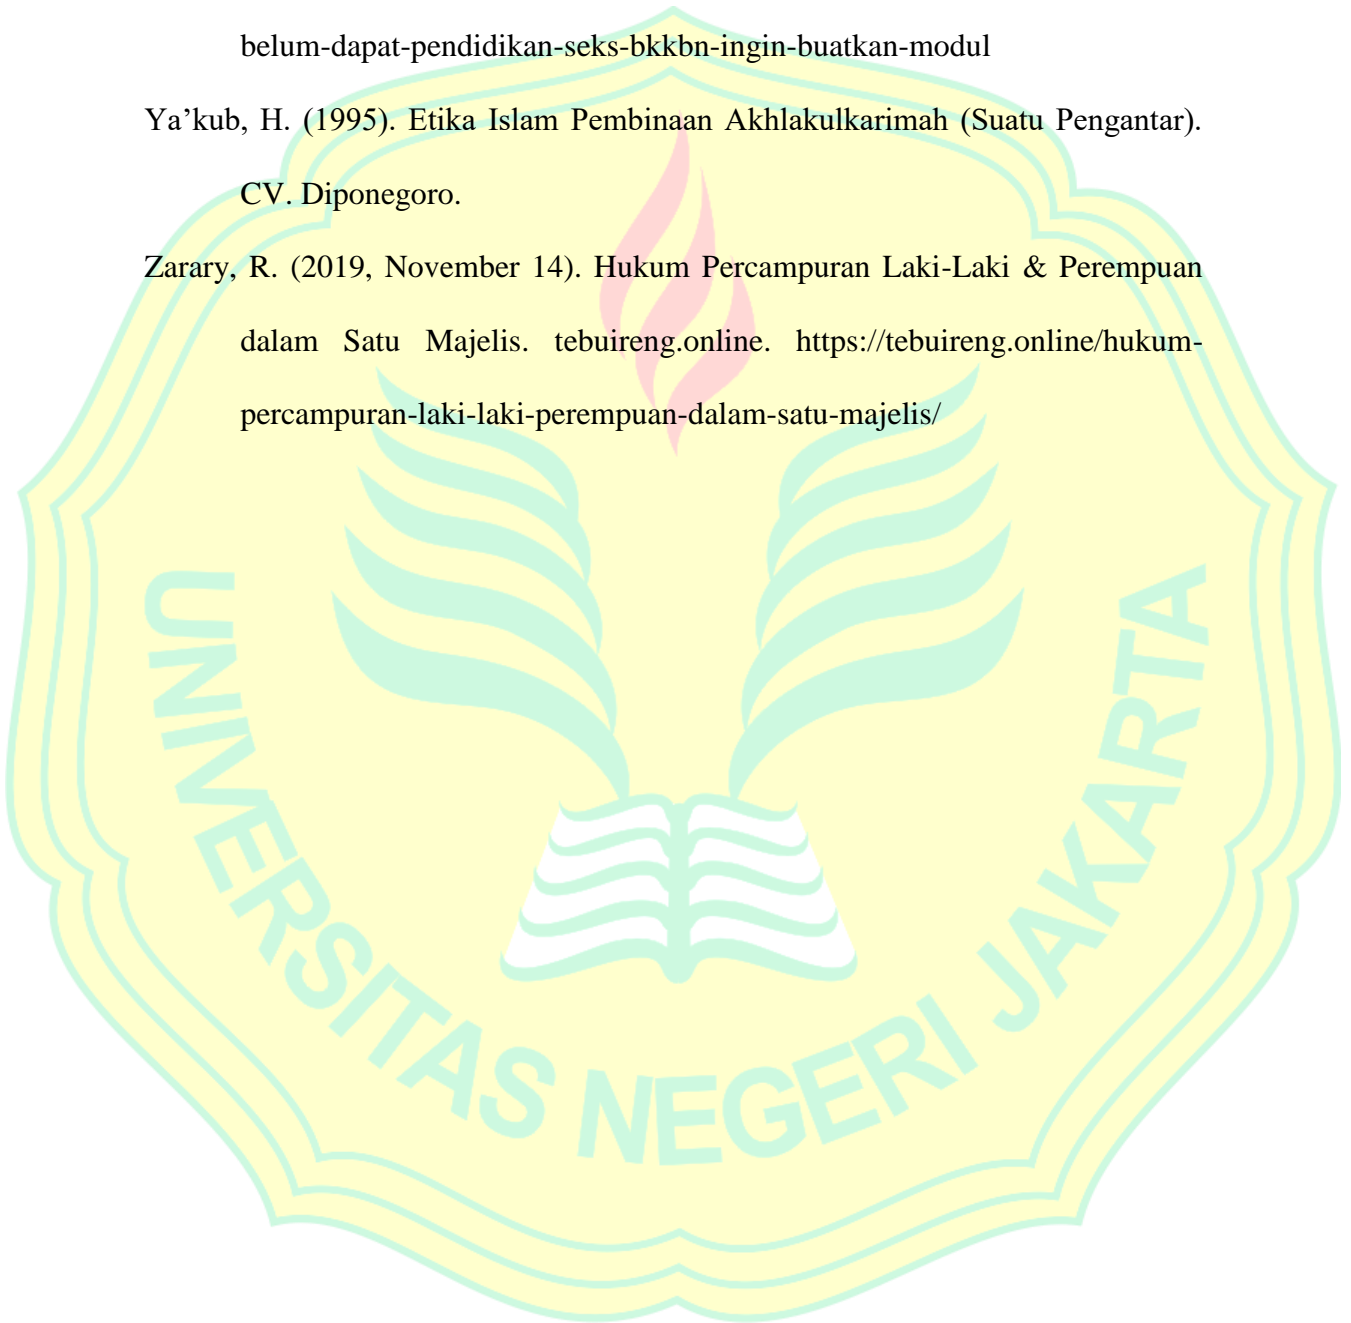 belum-dapat-pendidikan-seks-bkkbn-ingin-buatkan-modul
Ya’kub, H. (1995). Etika Islam Pembinaan Akhlakulkarimah (Suatu Pengantar).
CV. Diponegoro.
Zarary, R. (2019, November 14). Hukum Percampuran Laki-Laki & Perempuan
dalam Satu Majelis. tebuireng.online. https://tebuireng.online/hukum-
percampuran-laki-laki-perempuan-dalam-satu-majelis/
UNIVERSITAS NEGERI JAKARTA